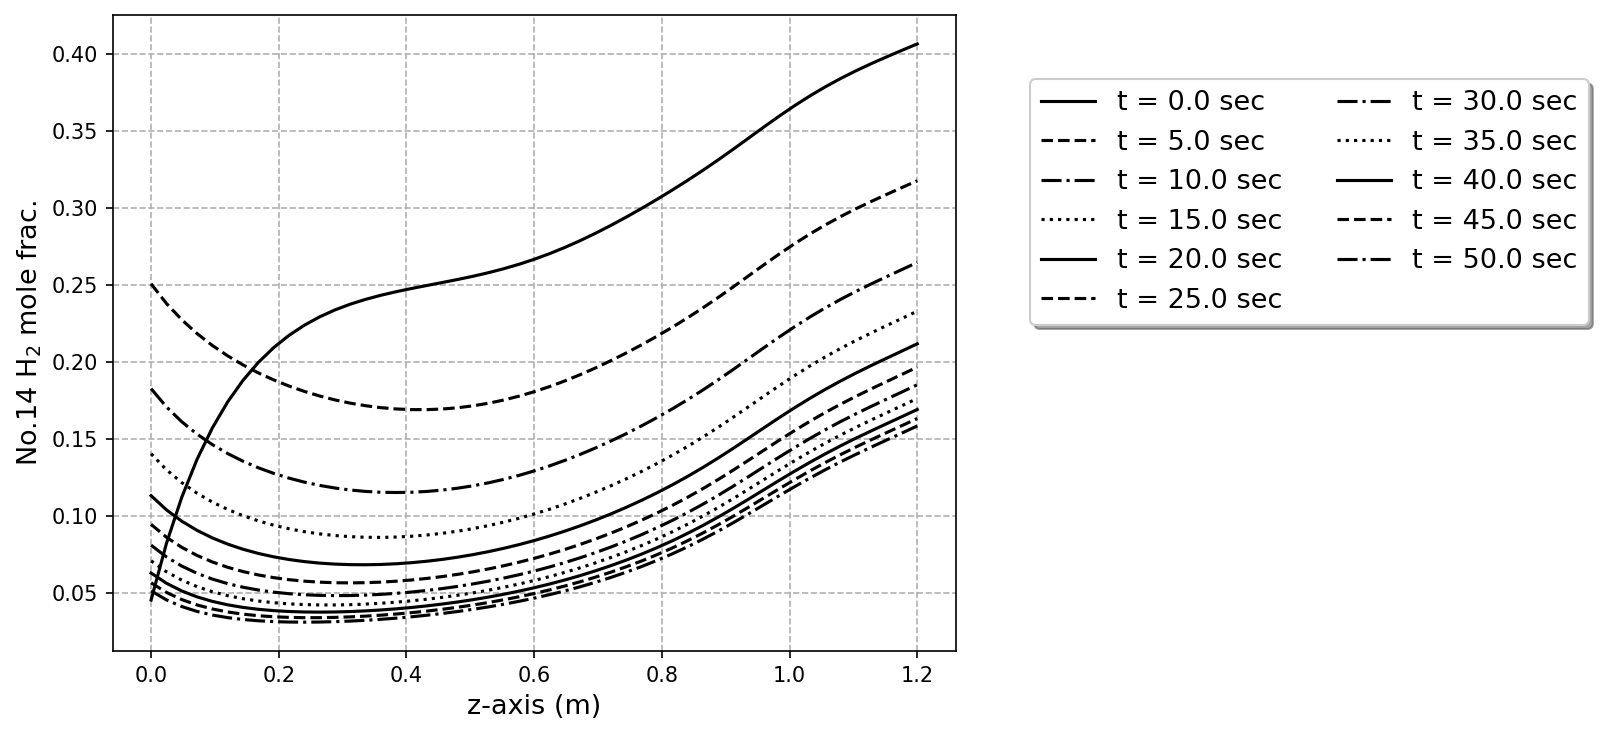 No.14 H₂ mole frac.
0.40
0.35
0.30
0.25
0.20
0.15
0.10
0.05
0.0 0.2 0.4 0.6 0.8 1.0 1.2
z-axis (m)
t = 0.0 sec
t = 5.0 sec
t = 10.0 sec
t = 15.0 sec
t = 20.0 sec
t = 25.0 sec
t = 30.0 sec
t = 35.0 sec
t = 40.0 sec
t = 45.0 sec
t = 50.0 sec